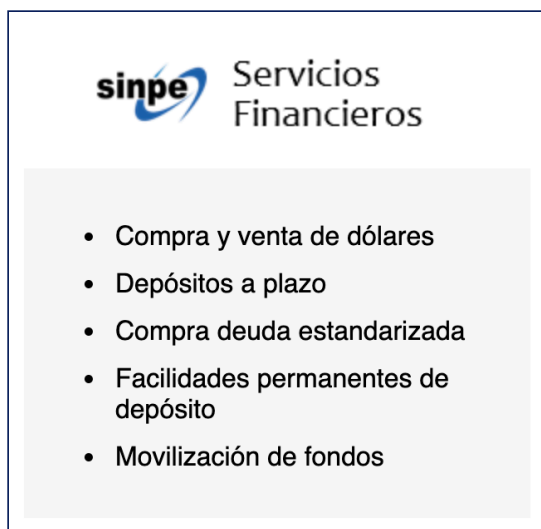 sinpe
Servicios
Financieros
• Compra y venta de dólares
• Depósitos a plazo
• Compra deuda estandarizada
• Facilidades permanentes de
depósito
• Movilización de fondos